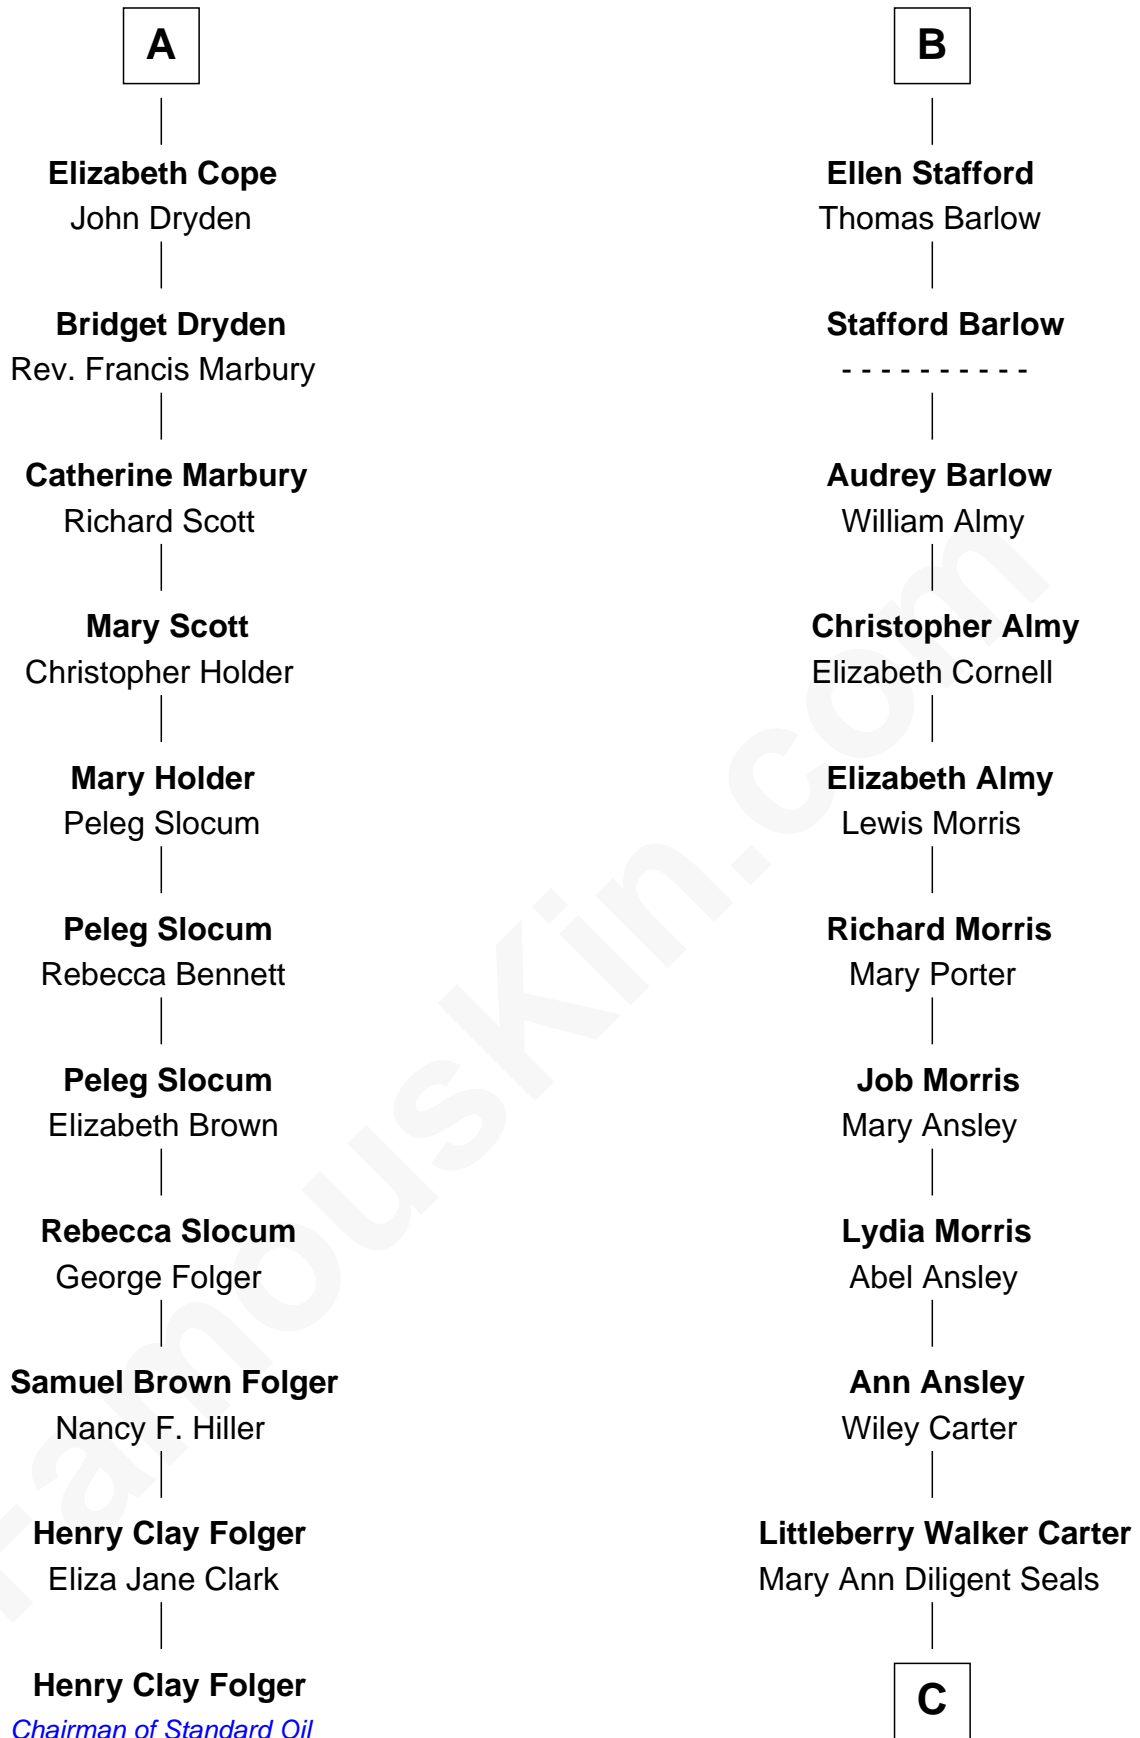 A
Elizabeth Cope
John Dryden
Bridget Dryden
Rev. Francis Marbury
Catherine Marbury
Richard Scott
Mary Scott
Christopher Holder
Mary Holder
Peleg Slocum
Peleg Slocum
Rebecca Bennett
Peleg Slocum
Elizabeth Brown
Rebecca Slocum
George Folger
Samuel Brown Folger
Nancy F. Hiller
Henry Clay Folger
Eliza Jane Clark
Henry Clay Folger
Chairman of Standard Oil
B
Ellen Stafford
Thomas Barlow
Stafford Barlow
- - - - - - - - - -
Audrey Barlow
William Almy
Christopher Almy
Elizabeth Cornell
Elizabeth Almy
Lewis Morris
Richard Morris
Mary Porter
Job Morris
Mary Ansley
Lydia Morris
Abel Ansley
Ann Ansley
Wiley Carter
Littleberry Walker Carter
Mary Ann Diligent Seals
C
FamousKin.com